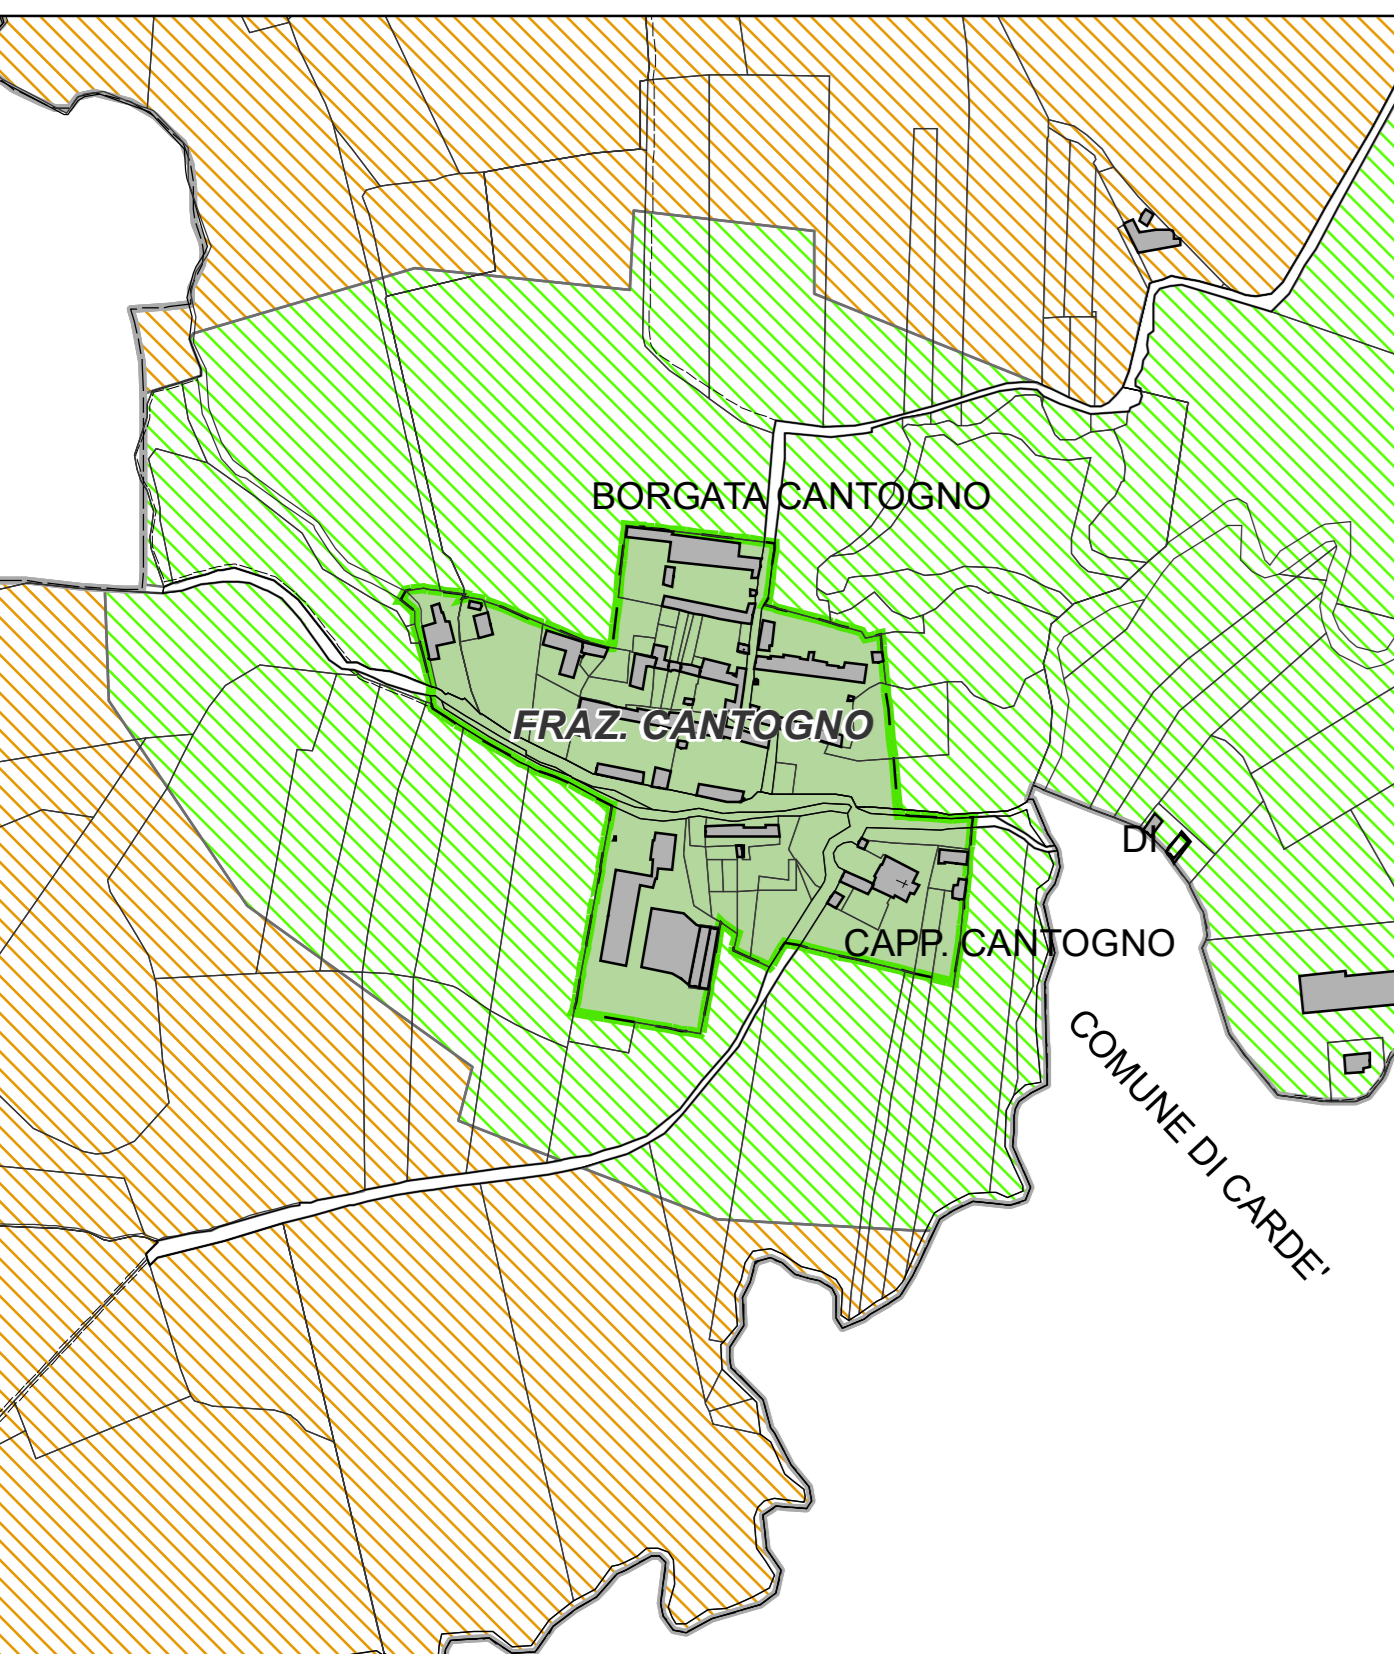 BORGATA CANTOGNO
FRAZ. CANTOGNO
DI
CAPP. CANTOGNO
COMUNE DI CARDE'